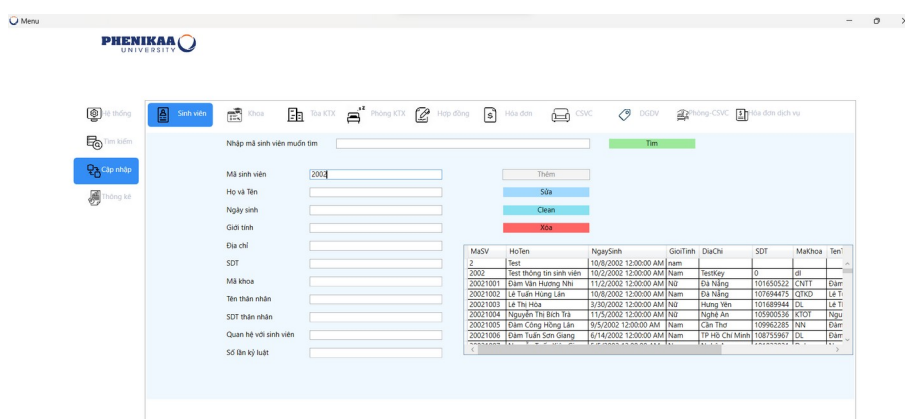 Menu
PHENIKAA
UNIVERSITY
Hệ thống
Sinh viên
Khoa
Tòa KTX
Phòng KTX
Hợp đồng
Hóa đơn
CSVC
DGDV
Phòng-CSVC
Hóa đơn dịch vụ
Tìm kiếm
Cập nhập
Thống kê
Nhập mã sinh viên muốn tìm
Tìm
Mã sinh viên 2002 Thêm
Họ và Tên Sửa
Ngày sinh Clean
Giới tính Xóa
Địa chỉ
SDT
Mã khoa
Tên thân nhân
SDT thân nhân
Quan hệ với sinh viên
Số lần kỷ luật
MaSV HoTen NgaySinh GioiTinh DiaChi SDT MaKhoa
2 Test 10/8/2002 12:00:00 AM nam
2002 Test thông tin sinh viên 10/2/2002 12:00:00 AM Nam TestKey 0 dl
20021001 Đàm Văn Hương Nhi 11/2/2002 12:00:00 AM Nữ Đà Nẵng 101650522 CNTT Đàm
20021002 Lê Tuấn Hùng Lân 10/8/2002 12:00:00 AM Nam Đà Nẵng 107694475 QTKD
20021003 Lê Thị Hòa 3/30/2002 12:00:00 AM Nữ Hưng Yên 101689944 DL
20021004 Nguyễn Thị Bích Trà 11/5/2002 12:00:00 AM Nữ Nghệ An 105900536 KTOT
20021005 Đàm Công Hồng Lân 9/5/2002 12:00:00 AM Nam Cần Thơ 109962285 NN Đàm
20021006 Đàm Tuấn Sơn Giang 6/14/2002 12:00:00 AM Nam TP Hồ Chí Minh 108755967 DL Đàm